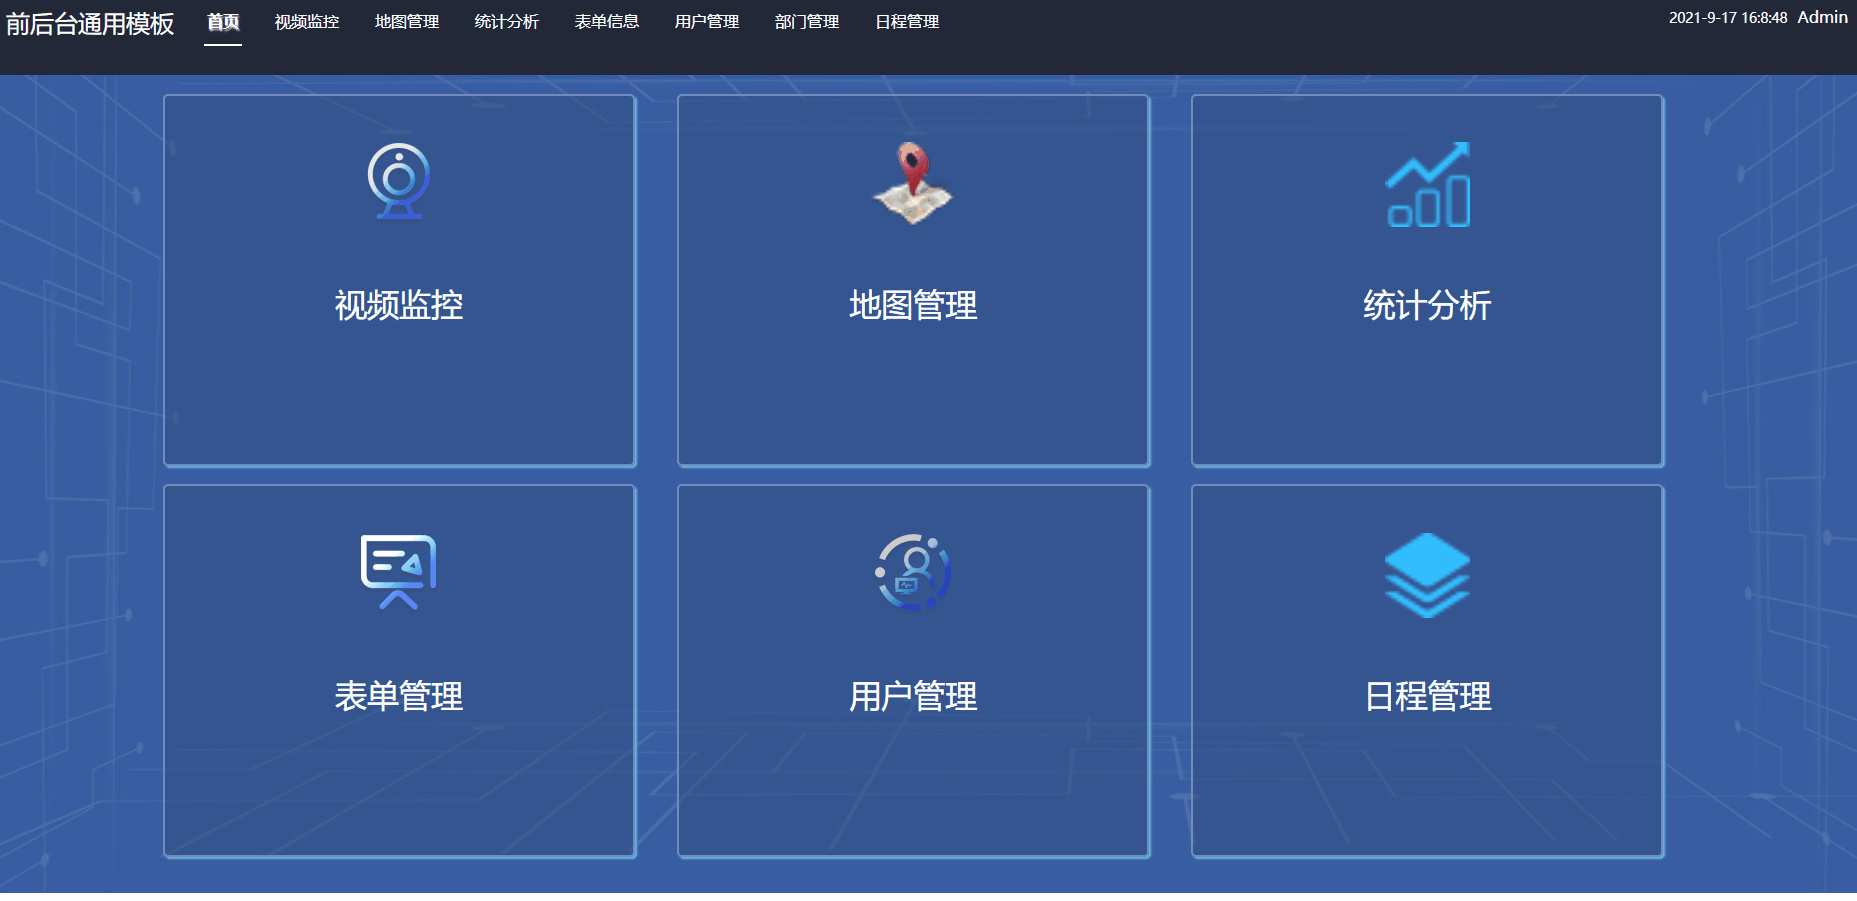 前后台通用模板 首页 视频监控 地图管理 统计分析 表单信息 用户管理 部门管理 日程管理 2021-9-17 16:8:48 Admin
视频监控 地图管理 统计分析
表单管理 用户管理 日程管理